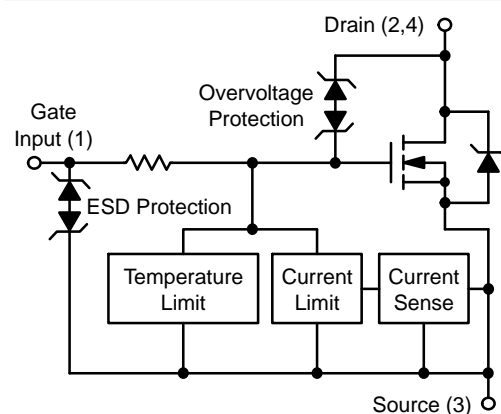 Drain (2,4)
Overvoltage
Protection
Gate
Input (1)
ESD Protection
Temperature
Limit
Current
Limit
Current
Sense
Source (3)